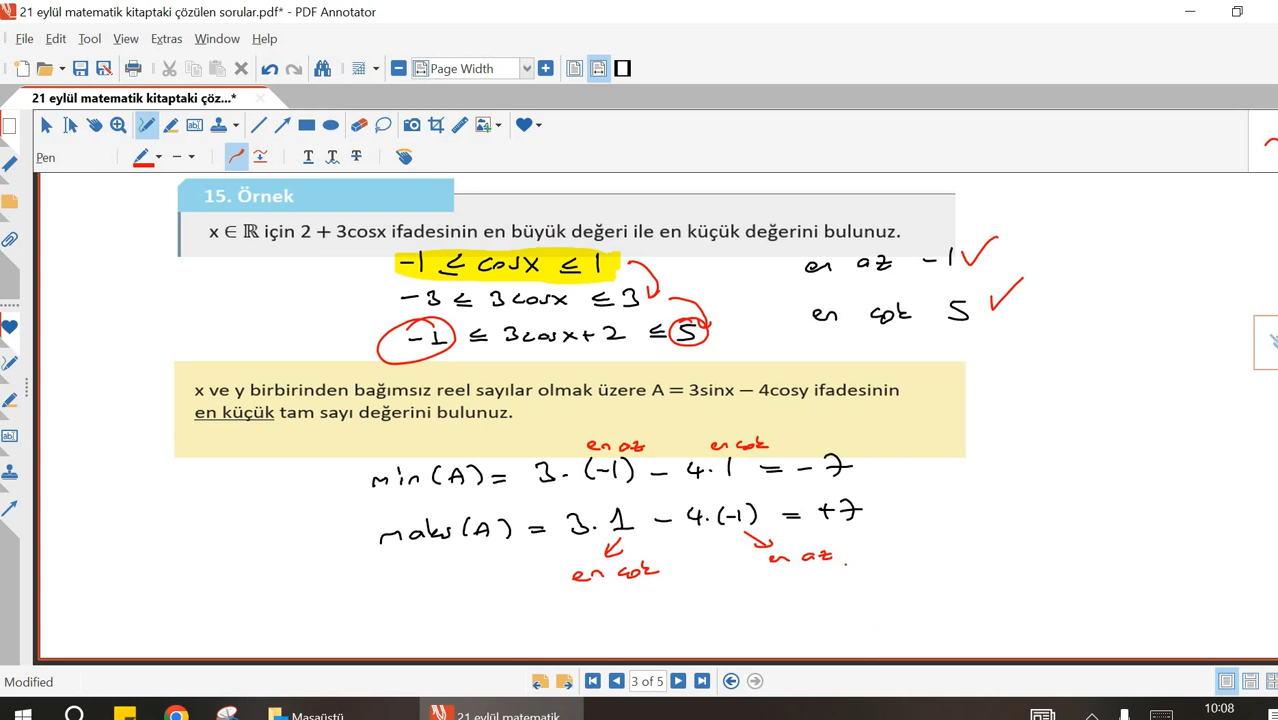 21 eylül matematik kitaptaki çözülen sorular.pdf* - PDF Annotator
File Edit Tool View Extras Window Help
Page Width
21 eylül matematik kitaptaki çöz...*
Pen
15. Örnek
x ∈ ℝ için 2 + 3cosx ifadesinin en büyük değeri ile en küçük değerini bulunuz.
-1 ≤ cosx ≤ 1
en az -1
-3 ≤ 3cosx ≤ 3
en çok 5
-1 ≤ 3cosx+2 ≤ 5
x ve y birbirinden bağımsız reel sayılar olmak üzere A = 3sinx − 4cosy ifadesinin
en küçük tam sayı değerini bulunuz.
en az en çok
min(A) = 3.(-1) - 4.1 = -7
maks(A) = 3.1 - 4.(-1) = +7
en çok en az
3 of 5
Modified
Masaüstü
21 eylül matematik
10:08